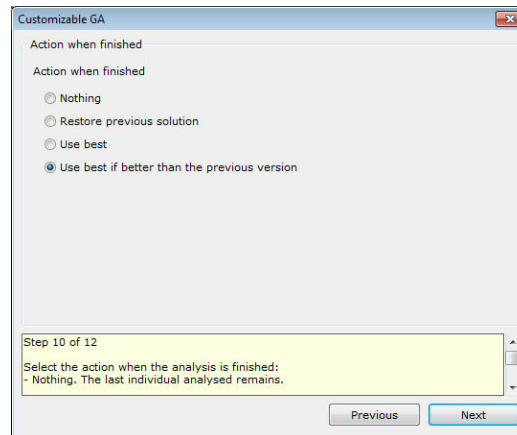 Customizable GA
Action when finished
Action when finished
Nothing
Restore previous solution
Use best
Use best if better than the previous version
Step 10 of 12
Select the action when the analysis is finished:
- Nothing. The last individual analysed remains.
Previous
Next